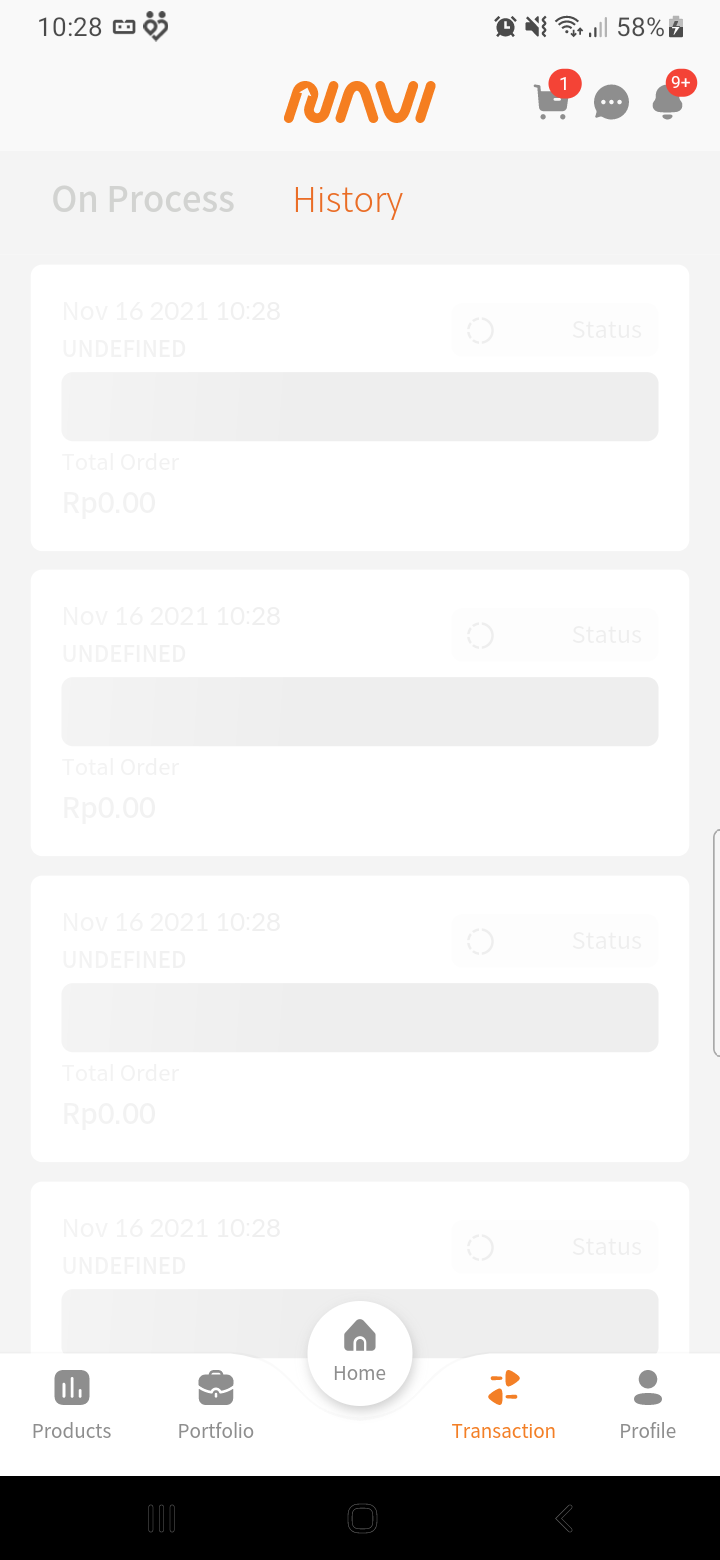 10:28
58%
NAVI
1
9+
On Process
History
Nov 16 2021 10:28
Status
UNDEFINED
Total Order
Rp0.00
Nov 16 2021 10:28
Status
UNDEFINED
Total Order
Rp0.00
Nov 16 2021 10:28
Status
UNDEFINED
Total Order
Rp0.00
Nov 16 2021 10:28
Status
UNDEFINED
Home
Products
Portfolio
Transaction
Profile